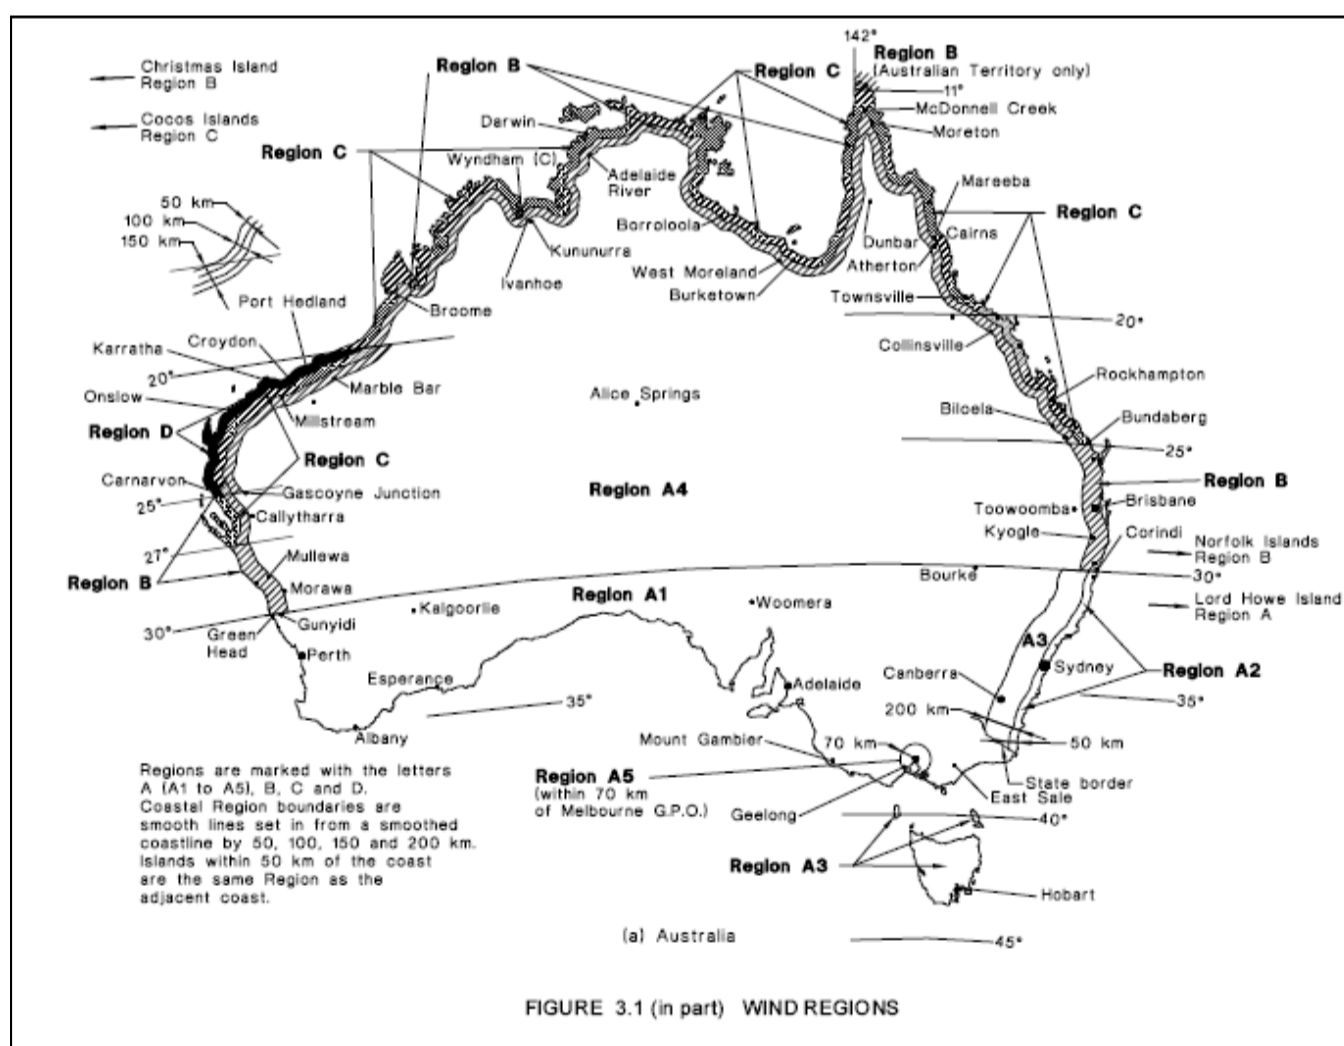 142°
Region B
(Australian Territory only)
11°
McDonnell Creek
Moreton
Region B
Region C
Christmas Island
Region B
Cocos Islands
Region C
Darwin
Region C
Wyndham (C)
Adelaide
River
Mareeba
50 km
100 km
150 km
Borroloola
Region C
Cairns
Kununurra
Dunbar
Atherton
Ivanhoe
West Moreland
Burketown
Port Hedland
Broome
Townsville
20°
Croydon
Karratha
Collinsville
20°
Marble Bar
Rockhampton
Onslow
Alice Springs
Millstream
Biloela
Bundaberg
Region D
25°
Region C
Carnarvon
Gascoyne Junction
Region A4
Region B
25°
Callytharra
Toowoomba
Brisbane
Kyogle
Corindi
Norfolk Islands
Region B
27°
Mullewa
Region B
Morawa
Bourke
30°
Region A1
Kalgoorlie
Woomera
Lord Howe Island
Region A
30°
Green
Head
Gunyidi
Perth
A3
Sydney
Region A2
Esperance
Adelaide
Canberra
35°
35°
200 km
Albany
Mount Gambier
70 km
50 km
Region A5
(within 70 km
of Melbourne G.P.O.)
State border
East Sale
Geelong
40°
Regions are marked with the letters
A (A1 to A5), B, C and D.
Coastal Region boundaries are
smooth lines set in from a smoothed
coastline by 50, 100, 150 and 200 km.
Islands within 50 km of the coast
are the same Region as the
adjacent coast.
Region A3
Hobart
(a) Australia
45°
FIGURE 3.1 (in part) WIND REGIONS